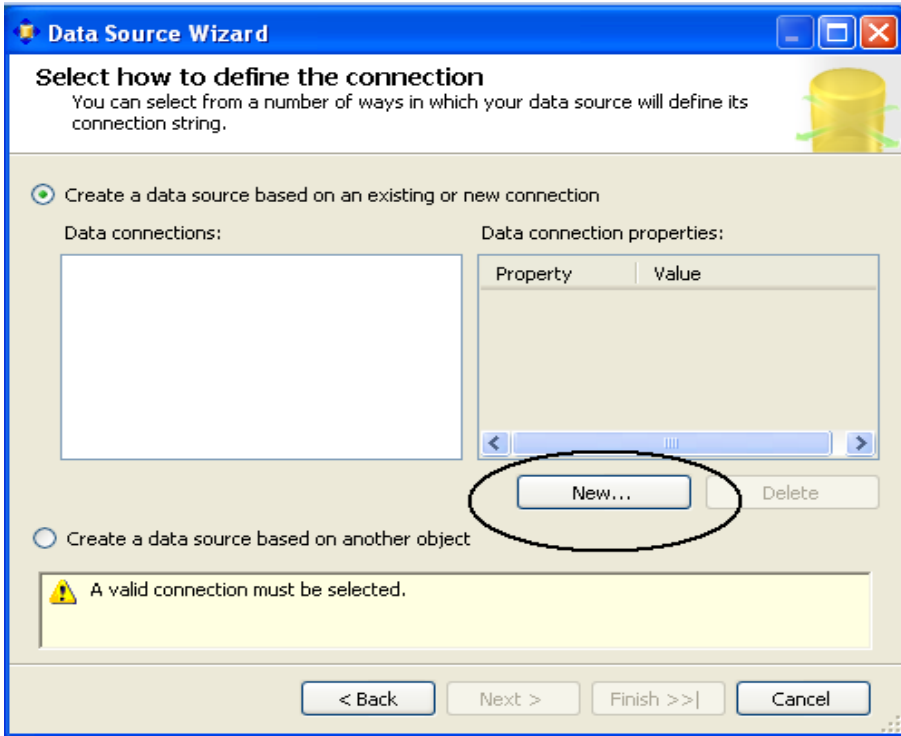 Data Source Wizard
Select how to define the connection
You can select from a number of ways in which your data source will define its
connection string.
Create a data source based on an existing or new connection
Data connections:
Data connection properties:
Property Value
New... Delete
Create a data source based on another object
A valid connection must be selected.
< Back Next > Finish >>| Cancel